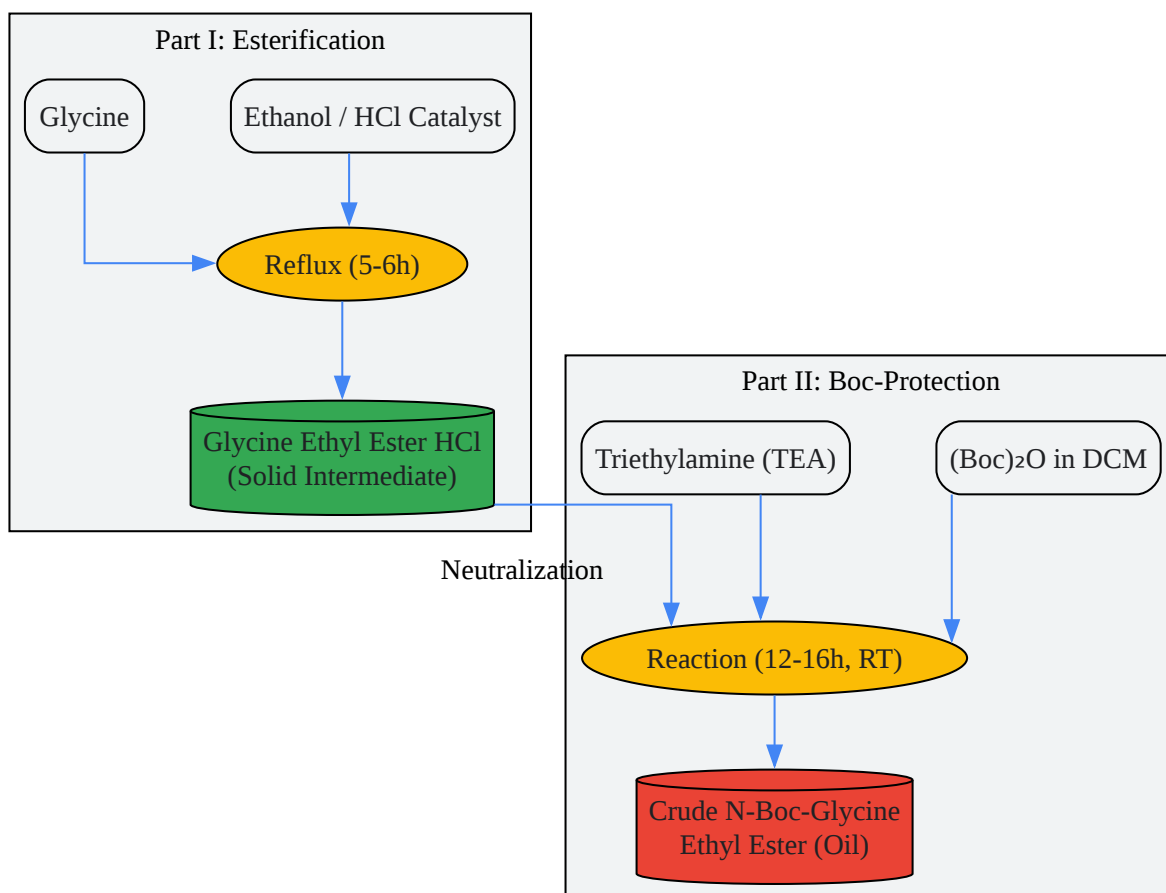 Part I: Esterification
Glycine
Ethanol / HCl Catalyst
Reflux (5-6h)
Glycine Ethyl Ester HCl
(Solid Intermediate)
Part II: Boc-Protection
Triethylamine (TEA)
(Boc)₂O in DCM
Neutralization
Reaction (12-16h, RT)
Crude N-Boc-Glycine
Ethyl Ester (Oil)